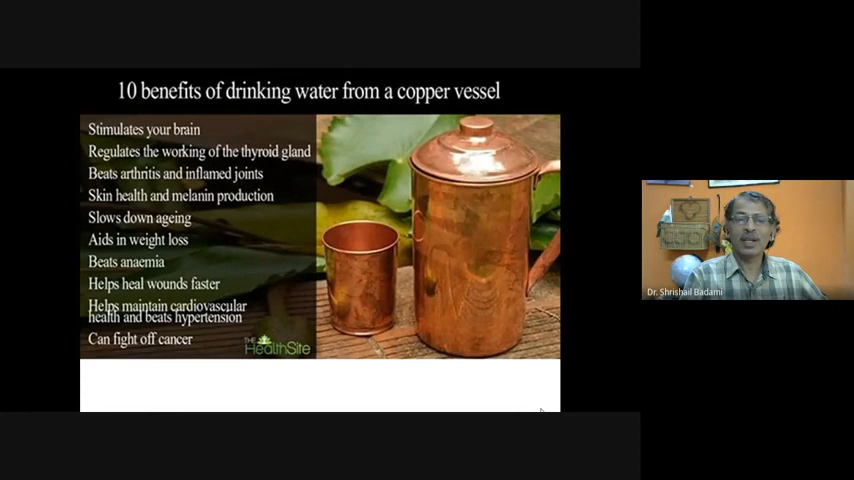 10 benefits of drinking water from a copper vessel
Stimulates your brain
Regulates the working of the thyroid gland
Beats arthritis and inflamed joints
Skin health and melanin production
Slows down ageing
Aids in weight loss
Beats anaemia
Helps heal wounds faster
Helps maintain cardiovascular
health and beats hypertension
Can fight off cancer
THE
HealthSite
Dr. Shrishail Badami